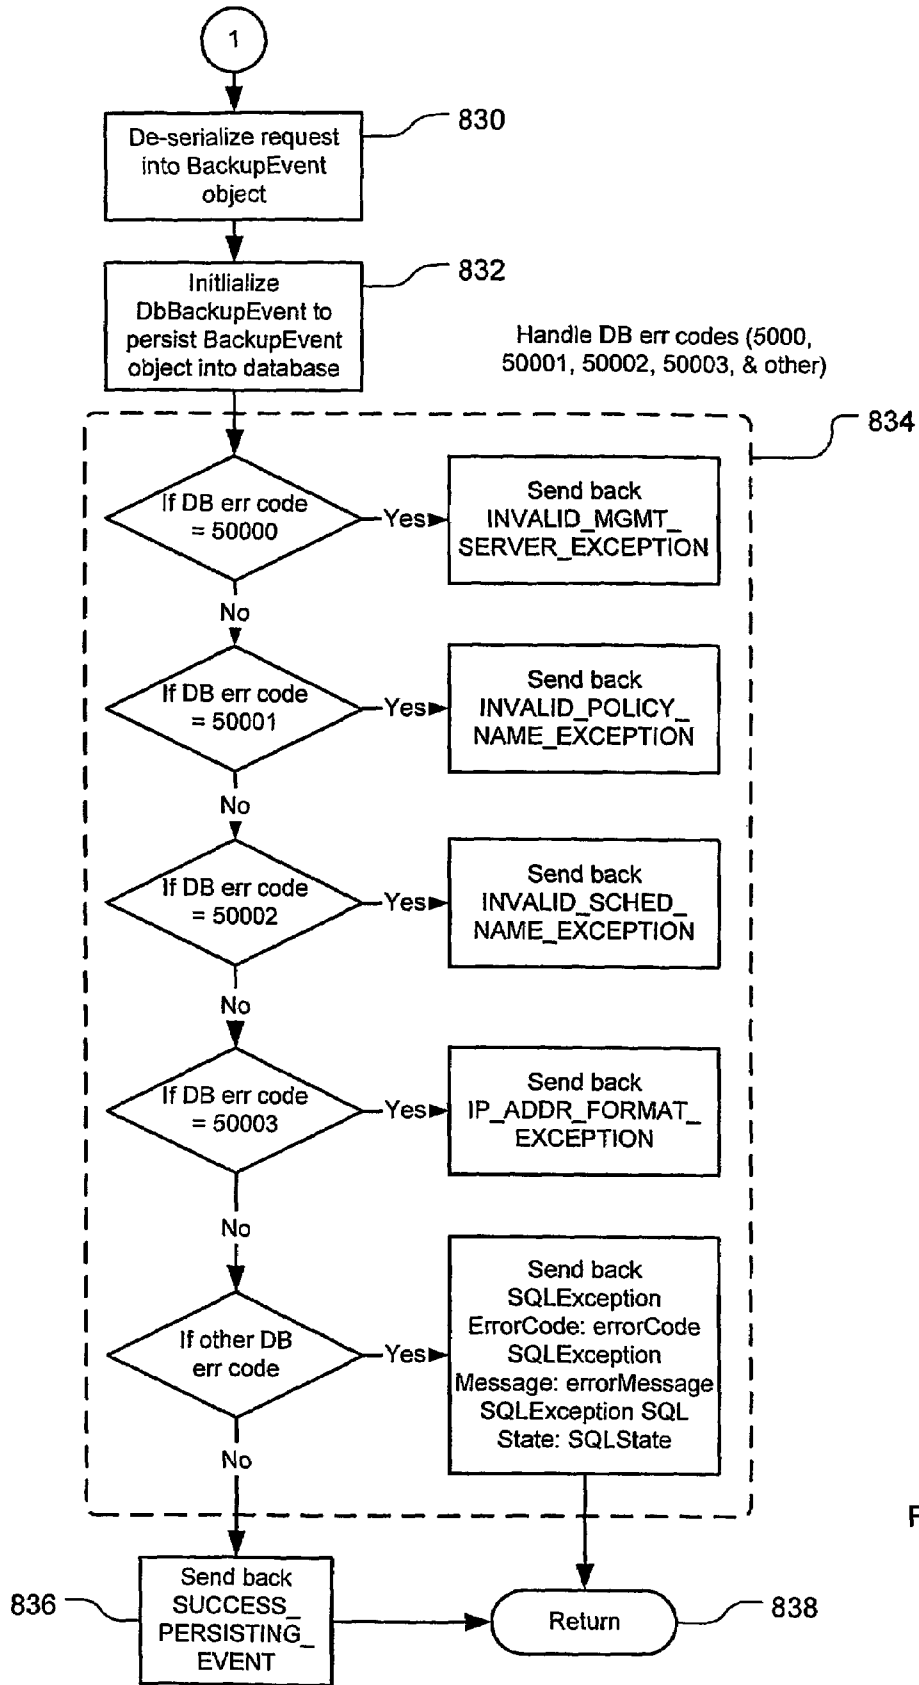 1
De-serialize request
into BackupEvent
object
830
Initlialize
DbBackupEvent to
persist BackupEvent
object into database
832
Handle DB err codes (5000,
50001, 50002, 50003, & other)
834
If DB err code
= 50000
Yes
Send back
INVALID_MGMT_
SERVER_EXCEPTION
No
If DB err code
= 50001
Yes
Send back
INVALID_POLICY_
NAME_EXCEPTION
No
If DB err code
= 50002
Yes
Send back
INVALID_SCHED_
NAME_EXCEPTION
No
If DB err code
= 50003
Yes
Send back
IP_ADDR_FORMAT_
EXCEPTION
No
If other DB
err code
Yes
Send back
SQLException
ErrorCode: errorCode
SQLException
Message: errorMessage
SQLException SQL
State: SQLState
No
836
Send back
SUCCESS_
PERSISTING_
EVENT
Return
838
F